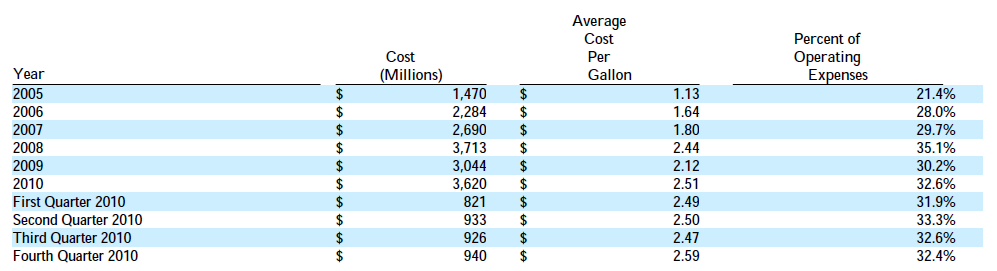 Average
Cost Percent of
Cost Per Operating
Year (Millions) Gallon Expenses
2005 $ 1,470 $ 1.13 21.4%
2006 $ 2,284 $ 1.64 28.0%
2007 $ 2,690 $ 1.80 29.7%
2008 $ 3,713 $ 2.44 35.1%
2009 $ 3,044 $ 2.12 30.2%
2010 $ 3,620 $ 2.51 32.6%
First Quarter 2010 $ 821 $ 2.49 31.9%
Second Quarter 2010 $ 933 $ 2.50 33.3%
Third Quarter 2010 $ 926 $ 2.47 32.6%
Fourth Quarter 2010 $ 940 $ 2.59 32.4%